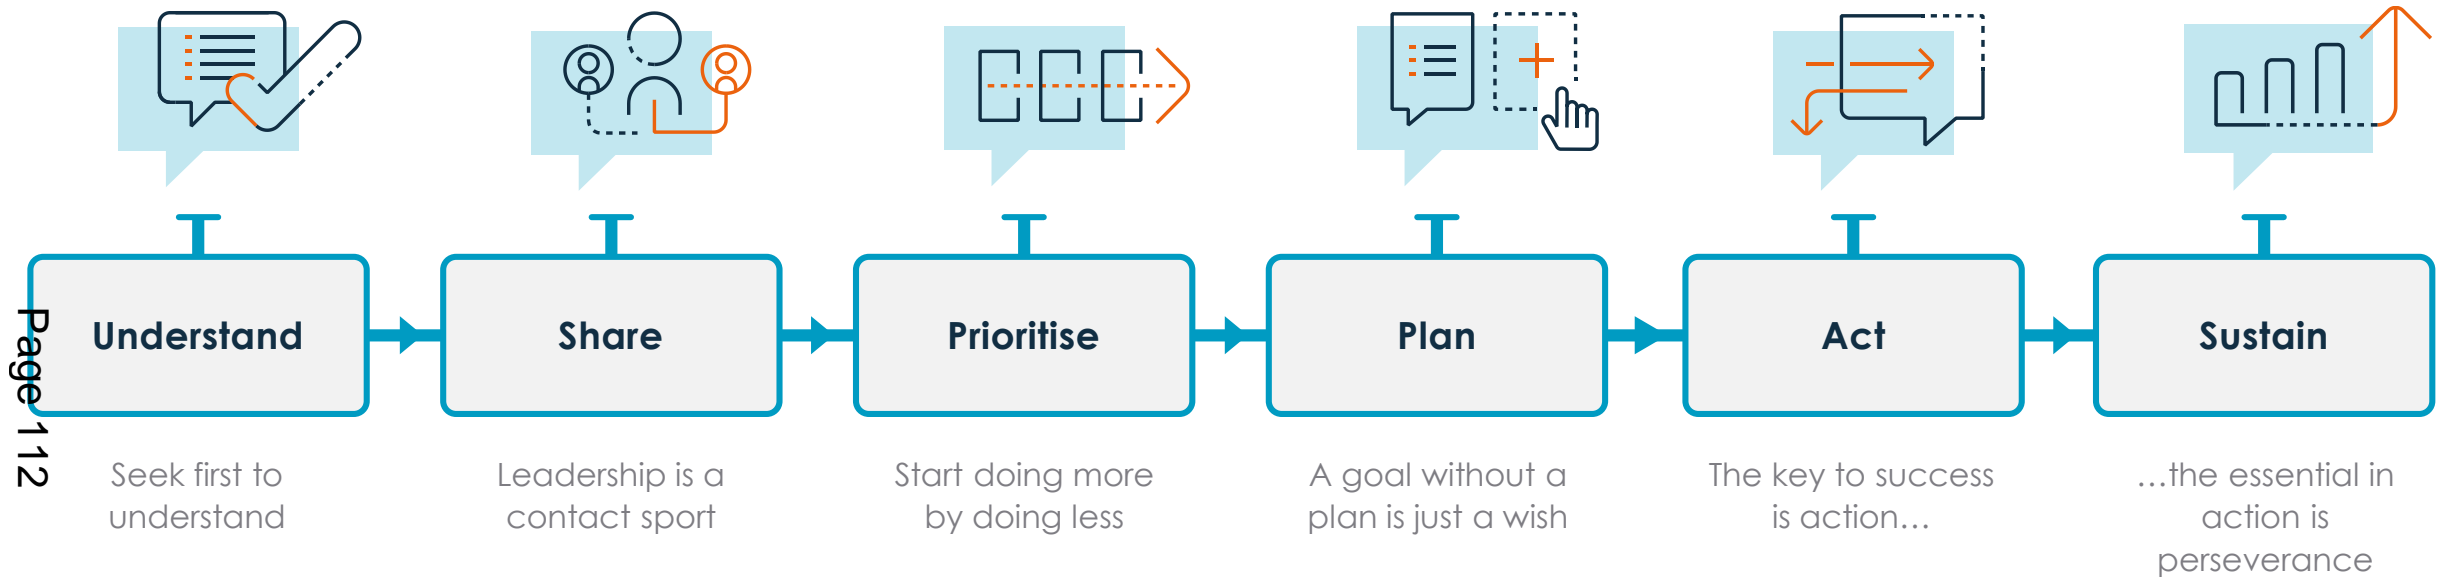 Understand
Share
Prioritise
Plan
Act
Sustain
Page 112
Seek first to
understand
Leadership is a
contact sport
Start doing more
by doing less
A goal without a
plan is just a wish
The key to success
is action…
…the essential in
action is
perseverance